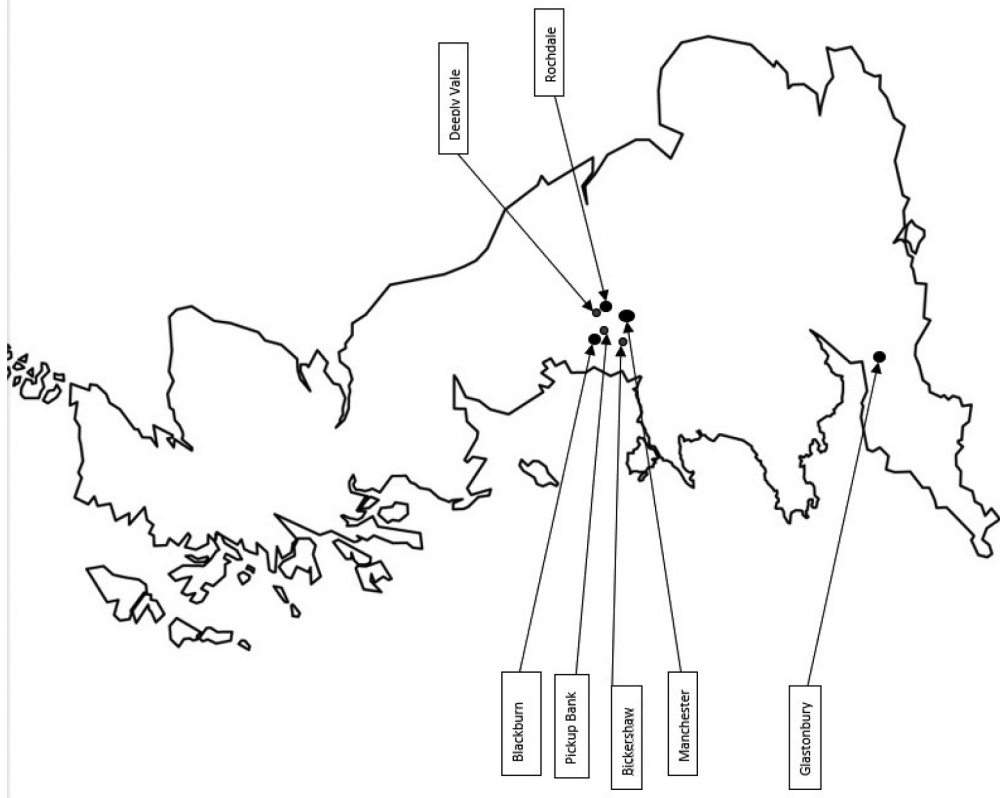 Deeply Vale
Rochdale
Blackburn
Pickup Bank
Bickershaw
Manchester
Glastonbury